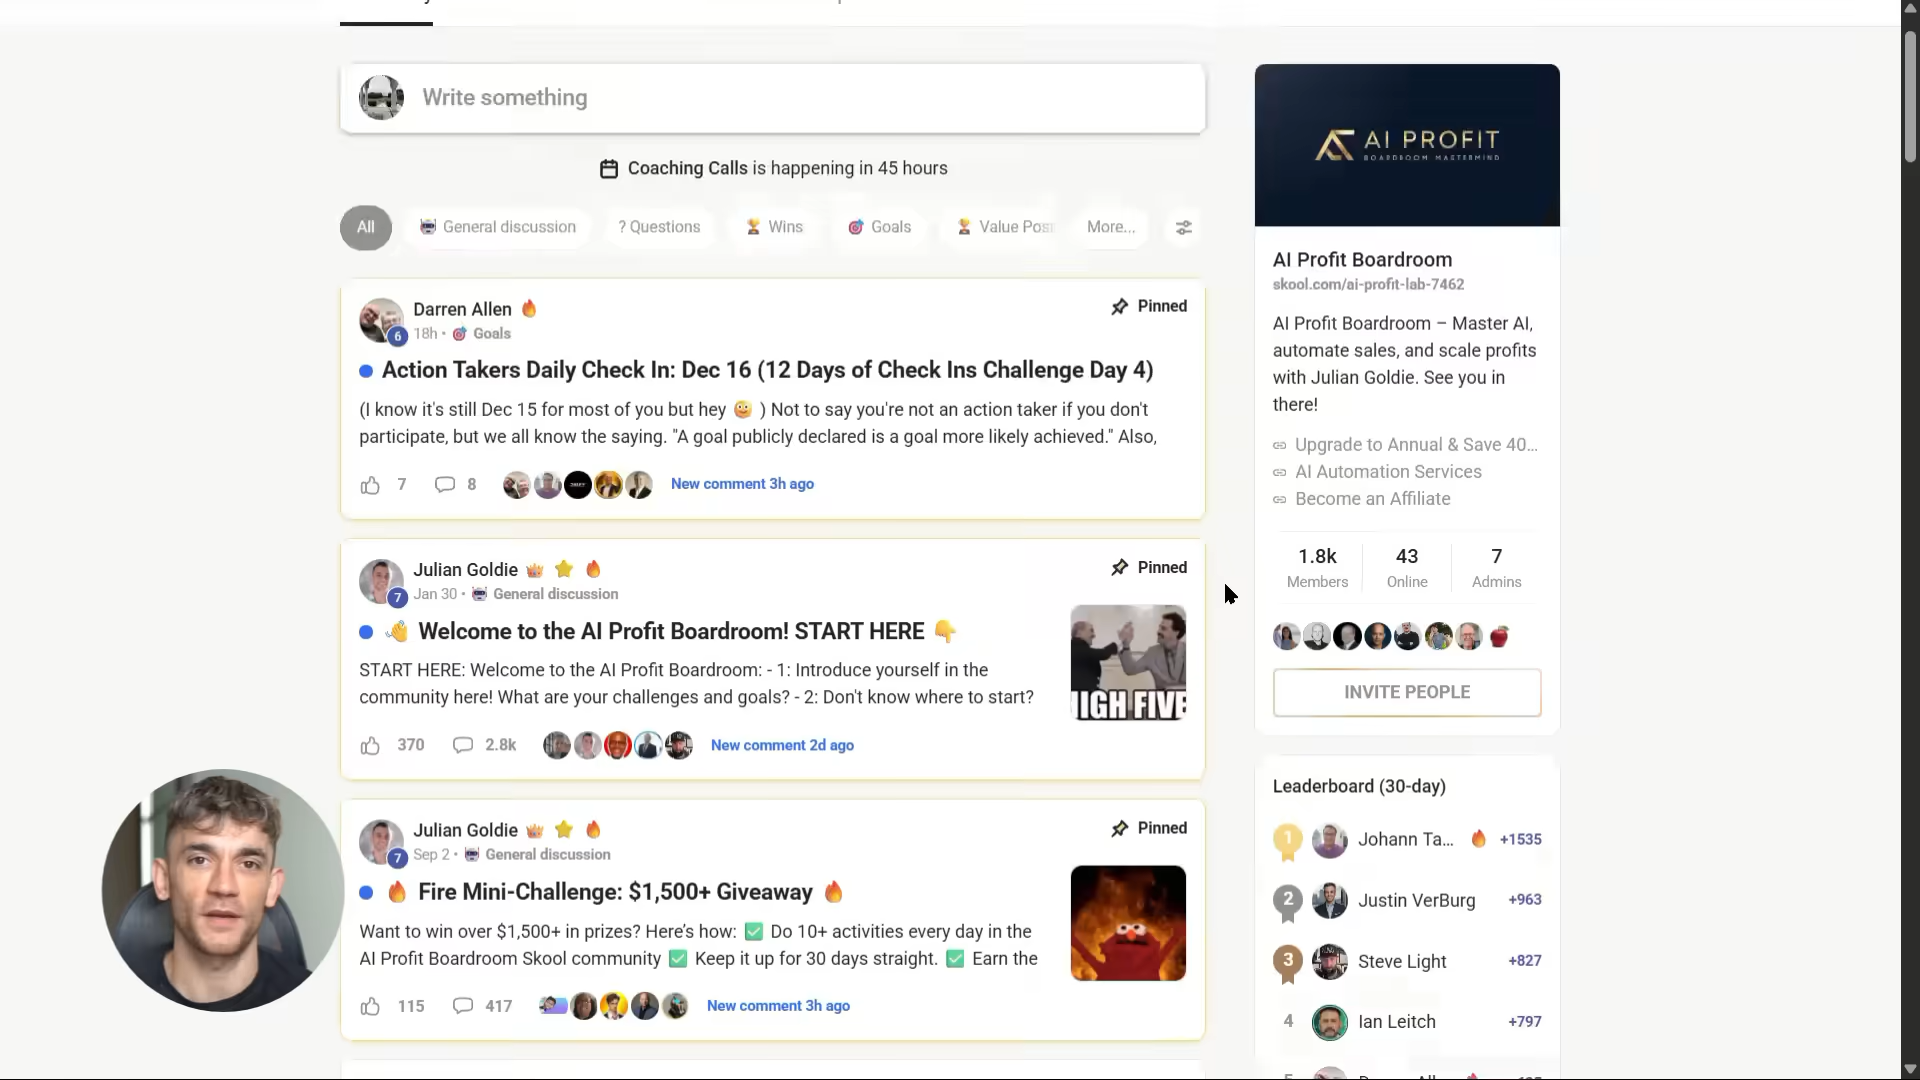 Write something
Coaching Calls is happening in 45 hours
All
General discussion
? Questions
Wins
Goals
Value Pos
More...
Darren Allen
Pinned
6
18h • Goals
Action Takers Daily Check In: Dec 16 (12 Days of Check Ins Challenge Day 4)
(I know it's still Dec 15 for most of you but hey ) Not to say you're not an action taker if you don't
participate, but we all know the saying. "A goal publicly declared is a goal more likely achieved." Also,
7
8
New comment 3h ago
Julian Goldie
Pinned
7
Jan 30 • General discussion
Welcome to the AI Profit Boardroom! START HERE
START HERE: Welcome to the AI Profit Boardroom: - 1: Introduce yourself in the
community here! What are your challenges and goals? - 2: Don't know where to start?
HIGH FIVE
370
2.8k
New comment 2d ago
Julian Goldie
Pinned
7
Sep 2 • General discussion
Fire Mini-Challenge: $1,500+ Giveaway
Want to win over $1,500+ in prizes? Here's how: ✅ Do 10+ activities every day in the
AI Profit Boardroom Skool community ✅ Keep it up for 30 days straight. ✅ Earn the
115
417
New comment 3h ago
AI PROFIT
BOARDROOM MASTERMIND
AI Profit Boardroom
skool.com/ai-profit-lab-7462
AI Profit Boardroom – Master AI,
automate sales, and scale profits
with Julian Goldie. See you in
there!
Upgrade to Annual & Save 40...
AI Automation Services
Become an Affiliate
1.8k
Members
43
Online
7
Admins
INVITE PEOPLE
Leaderboard (30-day)
1 Johann Ta... +1535
2 Justin VerBurg +963
3 Steve Light +827
4 Ian Leitch +797